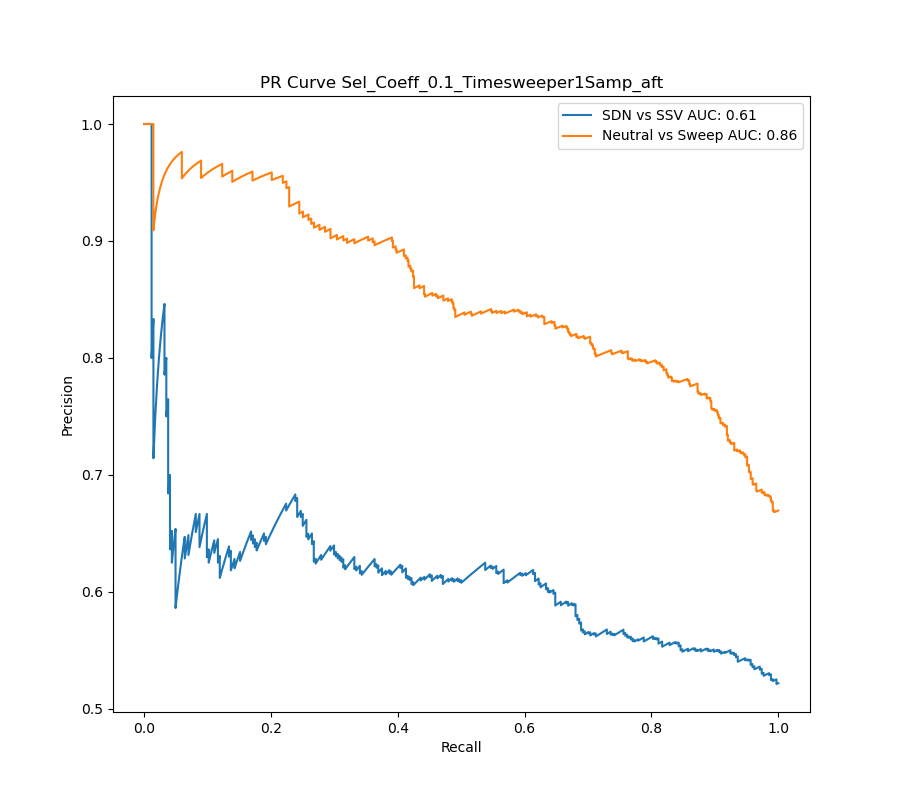 PR Curve Sel_Coeff_0.1_Timesweeper1Samp_aft
SDN vs SSV AUC: 0.61
Neutral vs Sweep AUC: 0.86
1.0
0.9
0.8
0.7
0.6
0.5
Precision
0.0 0.2 0.4 0.6 0.8 1.0
Recall